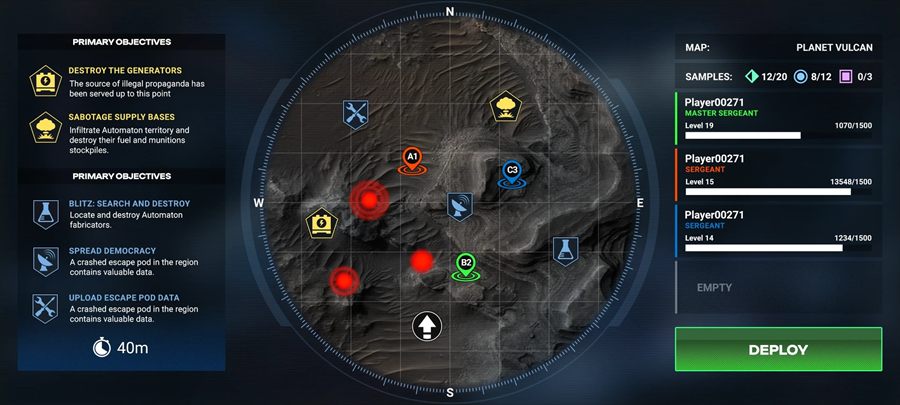 PRIMARY OBJECTIVES
DESTROY THE GENERATORS
The source of illegal propaganda has
been served up to this point
SABOTAGE SUPPLY BASES
Infiltrate Automaton territory and
destroy their fuel and munitions
stockpiles.
PRIMARY OBJECTIVES
BLITZ: SEARCH AND DESTROY
Locate and destroy Automaton
fabricators.
SPREAD DEMOCRACY
A crashed escape pod in the region
contains valuable data.
UPLOAD ESCAPE POD DATA
A crashed escape pod in the region
contains valuable data.
40m
N
A1
C3
W
E
B2
S
MAP: PLANET VULCAN
SAMPLES: 12/20 8/12 0/3
Player00271
MASTER SERGEANT
Level 19 1070/1500
Player00271
SERGEANT
Level 15 13548/1500
Player00271
SERGEANT
Level 14 1234/1500
EMPTY
DEPLOY